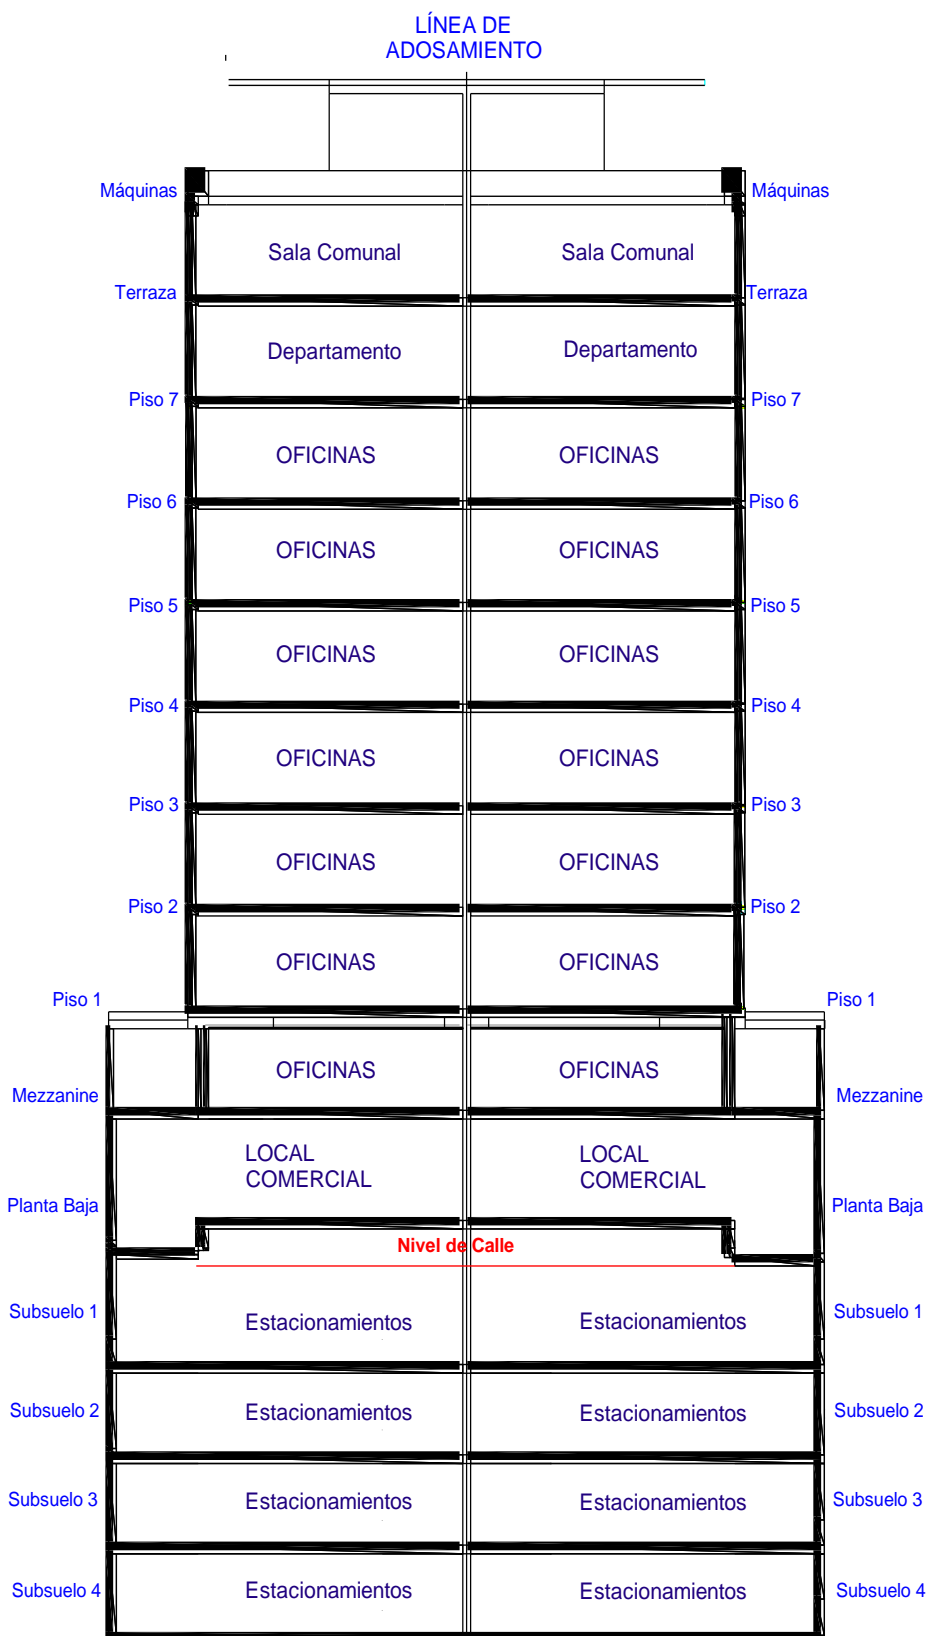 LÍNEA DE
ADOSAMIENTO
Máquinas Máquinas
Sala Comunal Sala Comunal
Terraza Terraza
Departamento Departamento
Piso 7 Piso 7
OFICINAS OFICINAS
Piso 6 Piso 6
OFICINAS OFICINAS
Piso 5 Piso 5
OFICINAS OFICINAS
Piso 4 Piso 4
OFICINAS OFICINAS
Piso 3 Piso 3
OFICINAS OFICINAS
Piso 2 Piso 2
OFICINAS OFICINAS
Piso 1 Piso 1
OFICINAS OFICINAS
Mezzanine Mezzanine
LOCAL LOCAL
COMERCIAL COMERCIAL
Planta Baja Planta Baja
Nivel de Calle
Subsuelo 1 Subsuelo 1
Estacionamientos Estacionamientos
Subsuelo 2 Subsuelo 2
Estacionamientos Estacionamientos
Subsuelo 3 Subsuelo 3
Estacionamientos Estacionamientos
Subsuelo 4 Subsuelo 4
Estacionamientos Estacionamientos